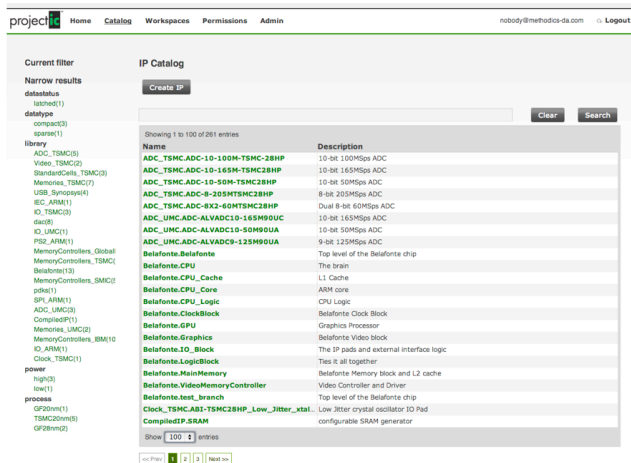 projectic Home Catalog Workspaces Permissions Admin nobody@methodics-da.com Logout
Current filter
Narrow results
datastatus
latched(1)
datatype
compact(3)
sparse(1)
library
ADC_TSMC(5)
Video_TSMC(2)
StandardCells_TSMC(3)
Memories_TSMC(7)
USB_Synopsys(4)
IEC_ARM(1)
IO_TSMC(3)
dac(8)
IO_UMC(1)
PS2_ARM(1)
MemoryControllers_Globall
MemoryControllers_TSMC(
Belafonte(13)
MemoryControllers_SMIC(5
pdks(1)
SPI_ARM(1)
ADC_UMC(3)
CompiledIP(1)
Memories_UMC(2)
MemoryControllers_IBM(10
IO_ARM(1)
Clock_TSMC(1)
power
high(3)
low(1)
process
GF20nm(1)
TSMC20nm(5)
GF28nm(2)
IP Catalog
Create IP
Clear Search
Showing 1 to 100 of 261 entries
Name Description
ADC_TSMC.ADC-10-100M-TSMC-28HP 10-bit 100MSps ADC
ADC_TSMC.ADC-10-165M-TSMC28HP 10-bit 165MSps ADC
ADC_TSMC.ADC-10-50M-TSMC28HP 10-bit 50MSps ADC
ADC_TSMC.ADC-8-205MTSMC28HP 8-bit 205MSps ADC
ADC_TSMC.ADC-8X2-60MTSMC28HP Dual 8-bit 60MSps ADC
ADC_UMC.ADC-ALVADC10-165M90UC 10-bit 165MSps ADC
ADC_UMC.ADC-ALVADC10-50M90UA 10-bit 50MSps ADC
ADC_UMC.ADC-ALVADC9-125M90UA 9-bit 125MSps ADC
Belafonte.Belafonte Top level of the Belafonte chip
Belafonte.CPU The brain
Belafonte.CPU_Cache L1 Cache
Belafonte.CPU_Core ARM core
Belafonte.CPU_Logic CPU Logic
Belafonte.ClockBlock Belafonte Clock Block
Belafonte.GPU Graphics Processor
Belafonte.Graphics Belafonte Video block
Belafonte.IO_Block The IP pads and external interface logic
Belafonte.LogicBlock Ties it all together
Belafonte.MainMemory Belafonte Memory block and L2 cache
Belafonte.VideoMemoryController Video Controller and Driver
Belafonte.test_branch Top level of the Belafonte chip
Clock_TSMC.ABI-TSMC28HP_Low_Jitter_xtal... Low Jitter crystal oscillator IO Pad
CompiledIP.SRAM configurable SRAM generator
Show 100 entries
<< Prev 1 2 3 Next >>